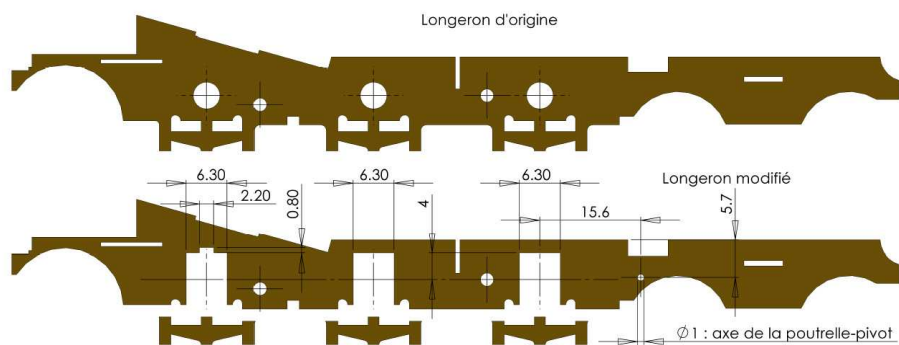 Longeron d'origine
6.30
2.20
0.80
6.30
4
6.30
Longeron modifié
15.6
5.7
∅1 : axe de la poutrelle-pivot